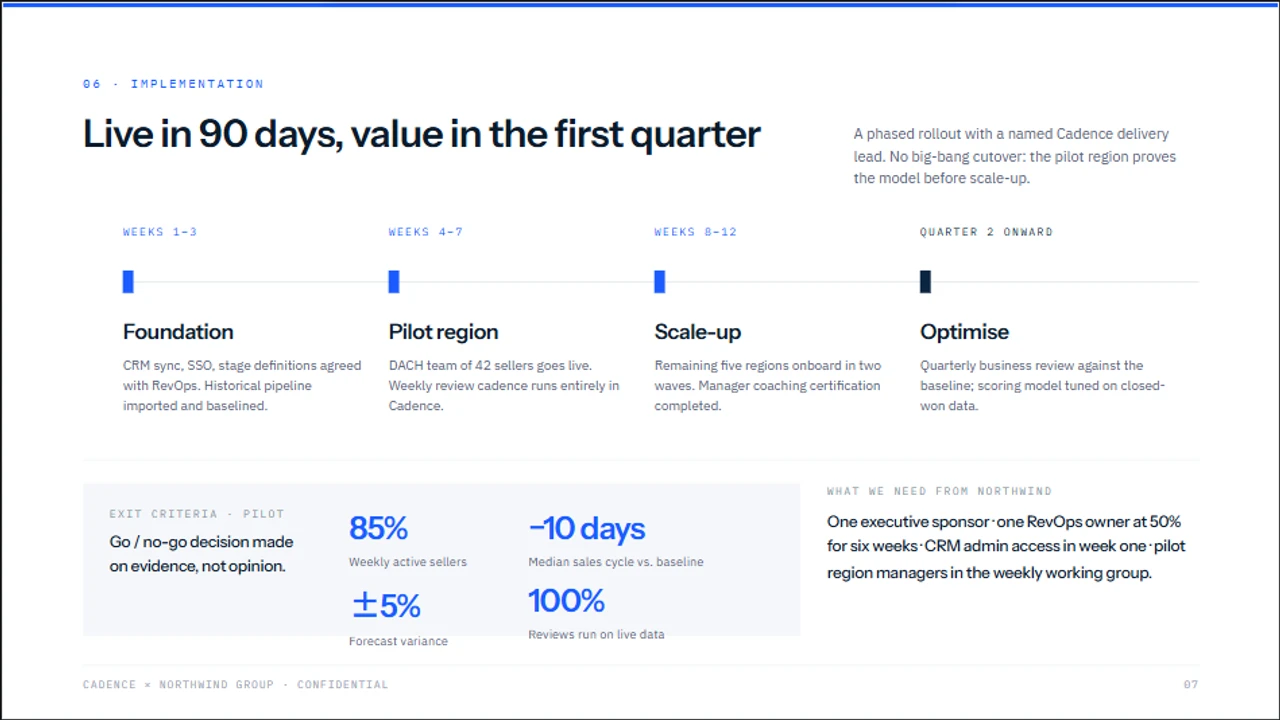 06 · IMPLEMENTATION
Live in 90 days, value in the first quarter
A phased rollout with a named Cadence delivery
lead. No big-bang cutover: the pilot region proves
the model before scale-up.
WEEKS 1–3
WEEKS 4–7
WEEKS 8–12
QUARTER 2 ONWARD
Foundation
CRM sync, SSO, stage definitions agreed
with RevOps. Historical pipeline
imported and baselined.
Pilot region
DACH team of 42 sellers goes live.
Weekly review cadence runs entirely in
Cadence.
Scale-up
Remaining five regions onboard in two
waves. Manager coaching certification
completed.
Optimise
Quarterly business review against the
baseline; scoring model tuned on closed-
won data.
EXIT CRITERIA · PILOT
Go / no-go decision made
on evidence, not opinion.
85%
Weekly active sellers
−10 days
Median sales cycle vs. baseline
±5%
Forecast variance
100%
Reviews run on live data
WHAT WE NEED FROM NORTHWIND
One executive sponsor · one RevOps owner at 50%
for six weeks · CRM admin access in week one · pilot
region managers in the weekly working group.
CADENCE × NORTHWIND GROUP · CONFIDENTIAL
07